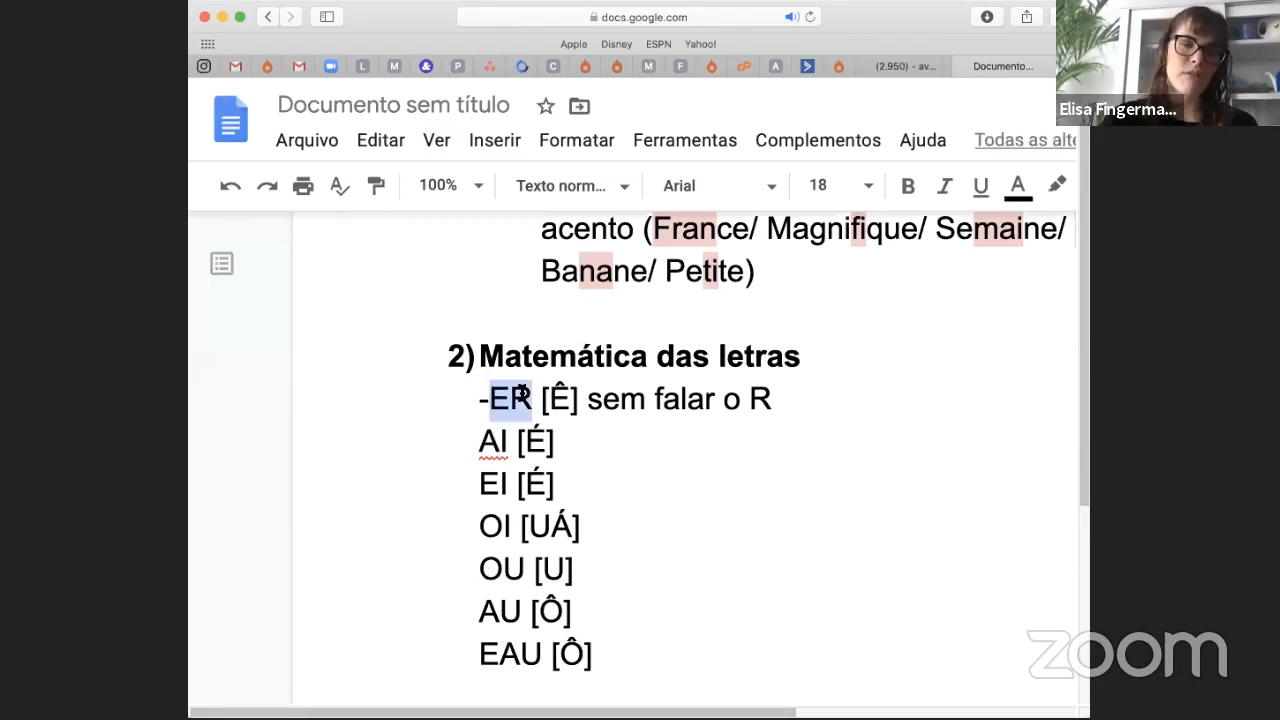 docs.google.com
Apple Disney ESPN Yahoo!
L M & P C M F A (2.950) - av... Documento...
Elisa Fingerma...
Documento sem título
Arquivo Editar Ver Inserir Formatar Ferramentas Complementos Ajuda Todas as alte
100% Texto norm... Arial 18 B I U A
acento (France/ Magnifique/ Semaine/
Banane/ Petite)
2) Matemática das letras
-ER [Ê] sem falar o R
AI [É]
EI [É]
OI [UÁ]
OU [U]
AU [Ô]
EAU [Ô]
zoom